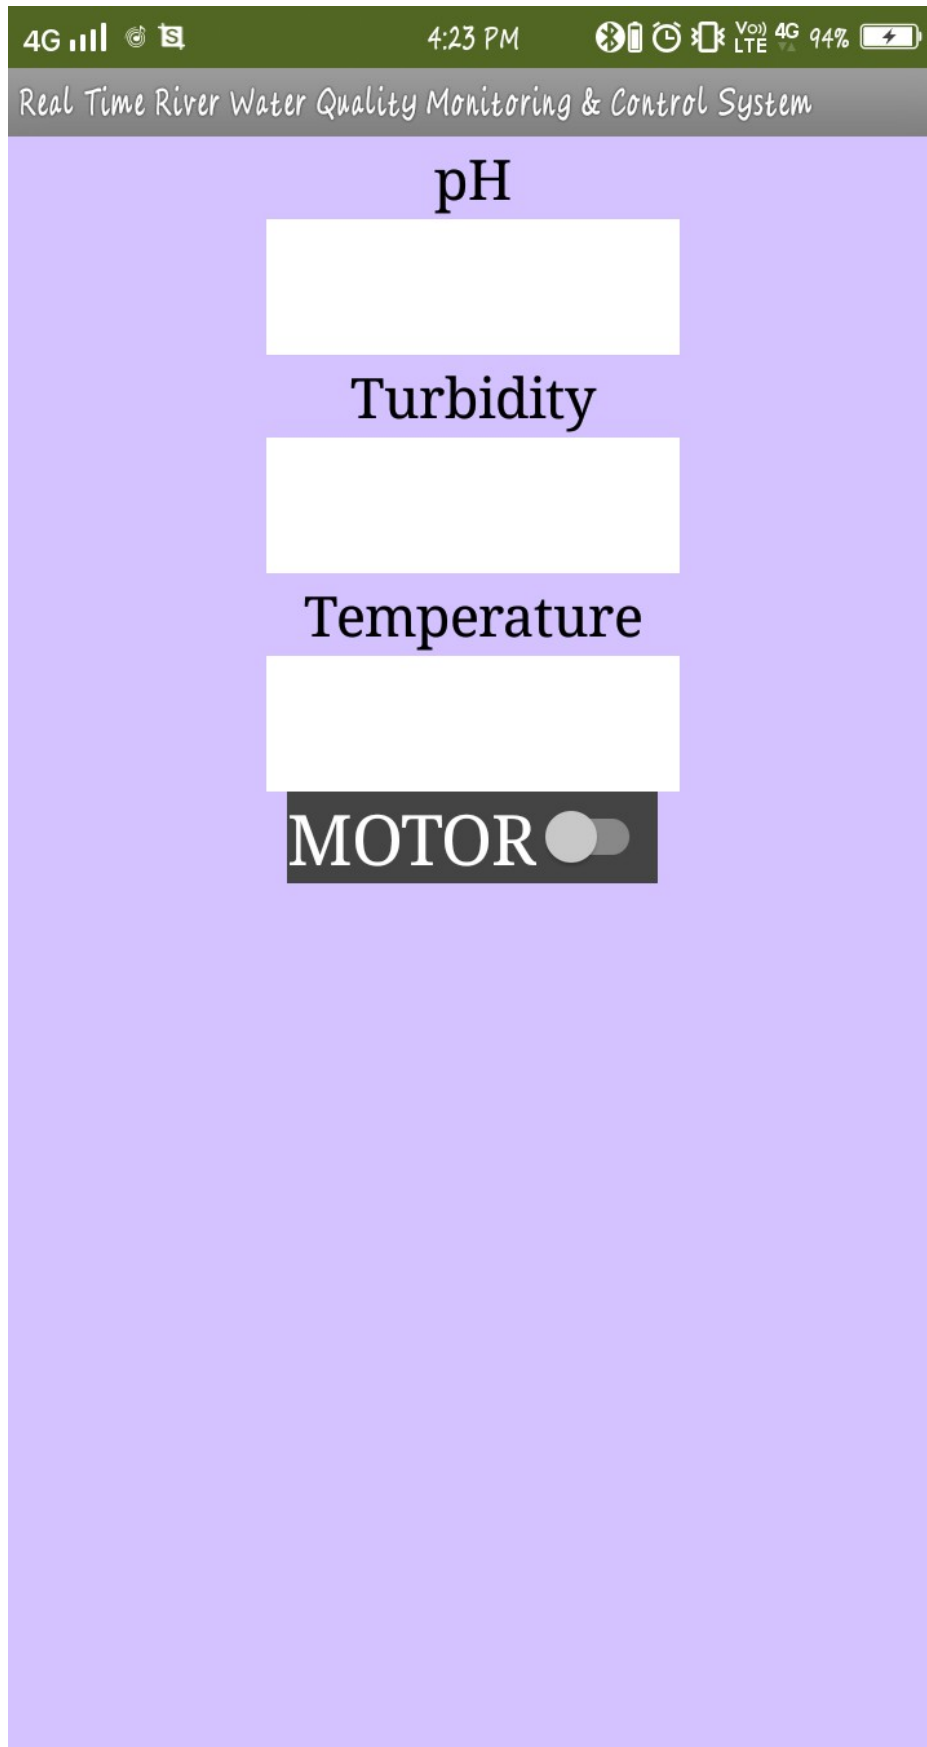 4G 4:23 PM Vo)) LTE 4G 94%
Real Time River Water Quality Monitoring & Control System
pH
Turbidity
Temperature
MOTOR